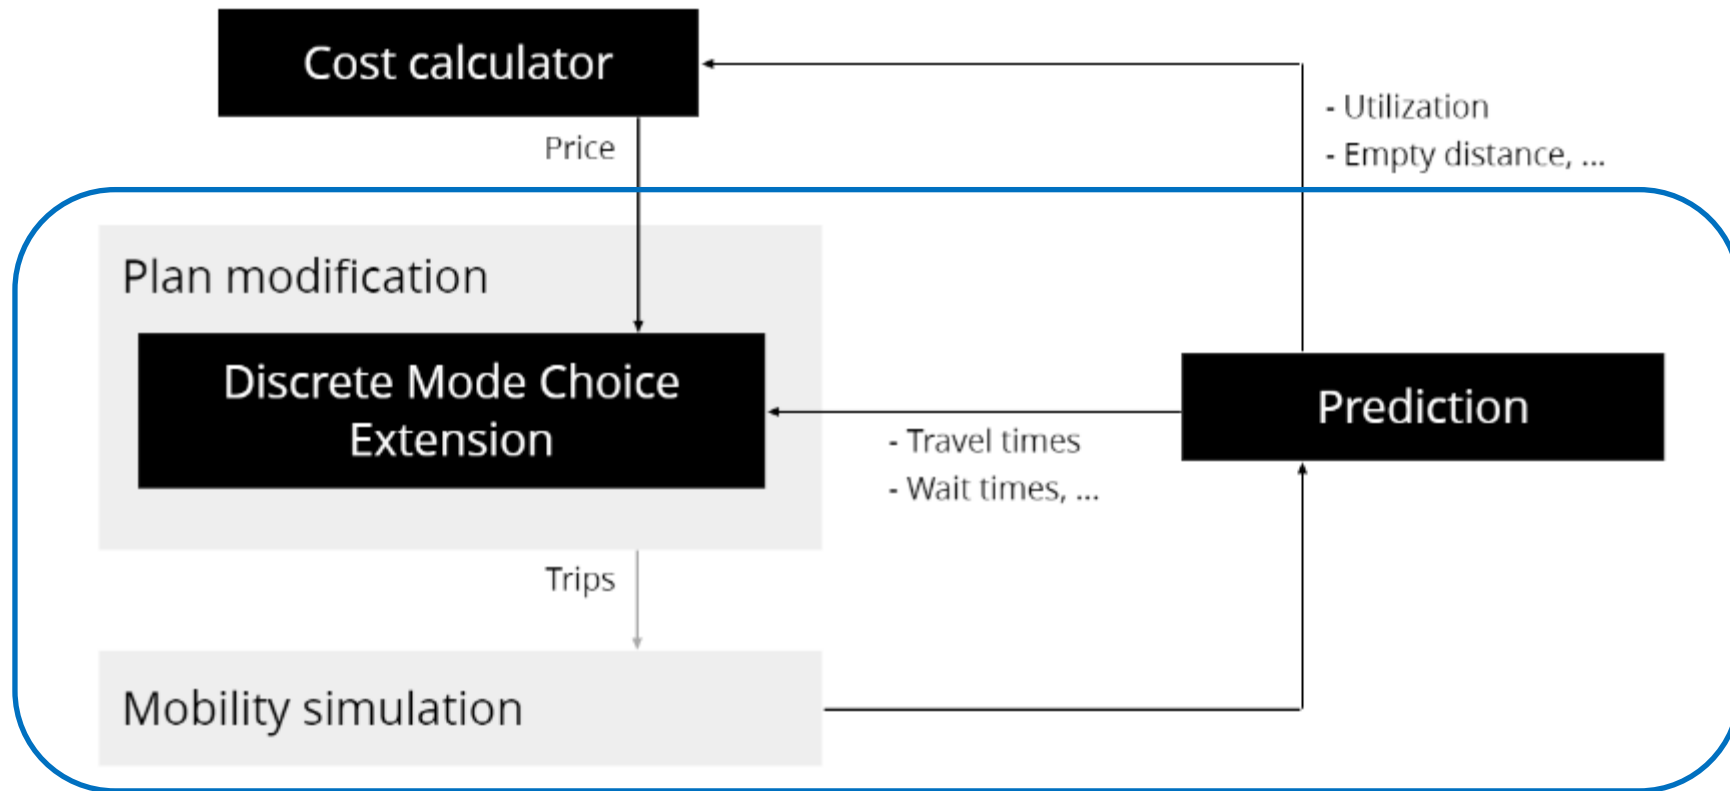 Cost calculator
- Utilization
- Empty distance, ...
Price
Plan modification
Discrete Mode Choice
Extension
Prediction
- Travel times
- Wait times, ...
Trips
Mobility simulation